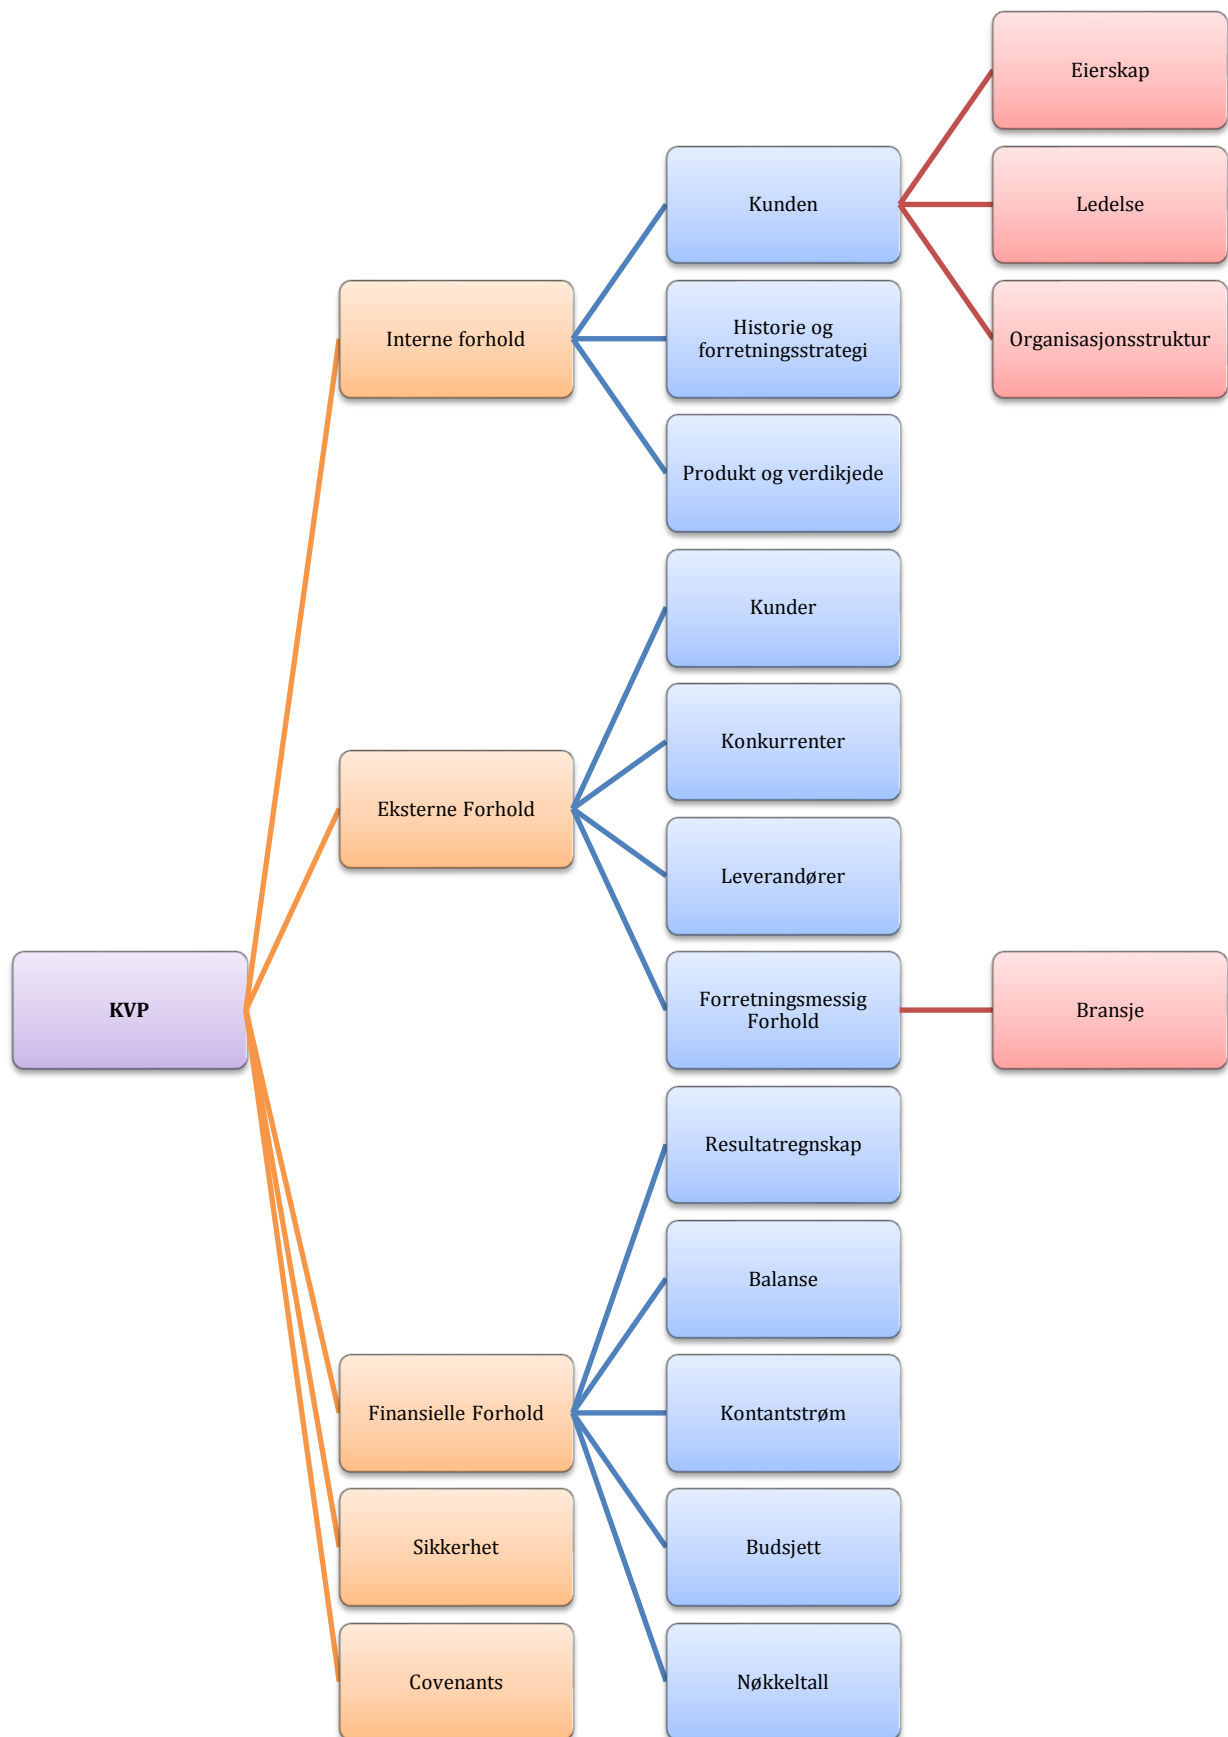 Eierskap
Kunden
Ledelse
Interne forhold
Historie og
forretningsstrategi
Organisasjonsstruktur
Produkt og verdikjede
Kunder
Konkurrenter
Eksterne Forhold
Leverandører
KVP
Forretningsmessig
Forhold
Bransje
Resultatregnskap
Balanse
Finansielle Forhold
Kontantstrøm
Sikkerhet
Budsjett
Covenants
Nøkkeltall